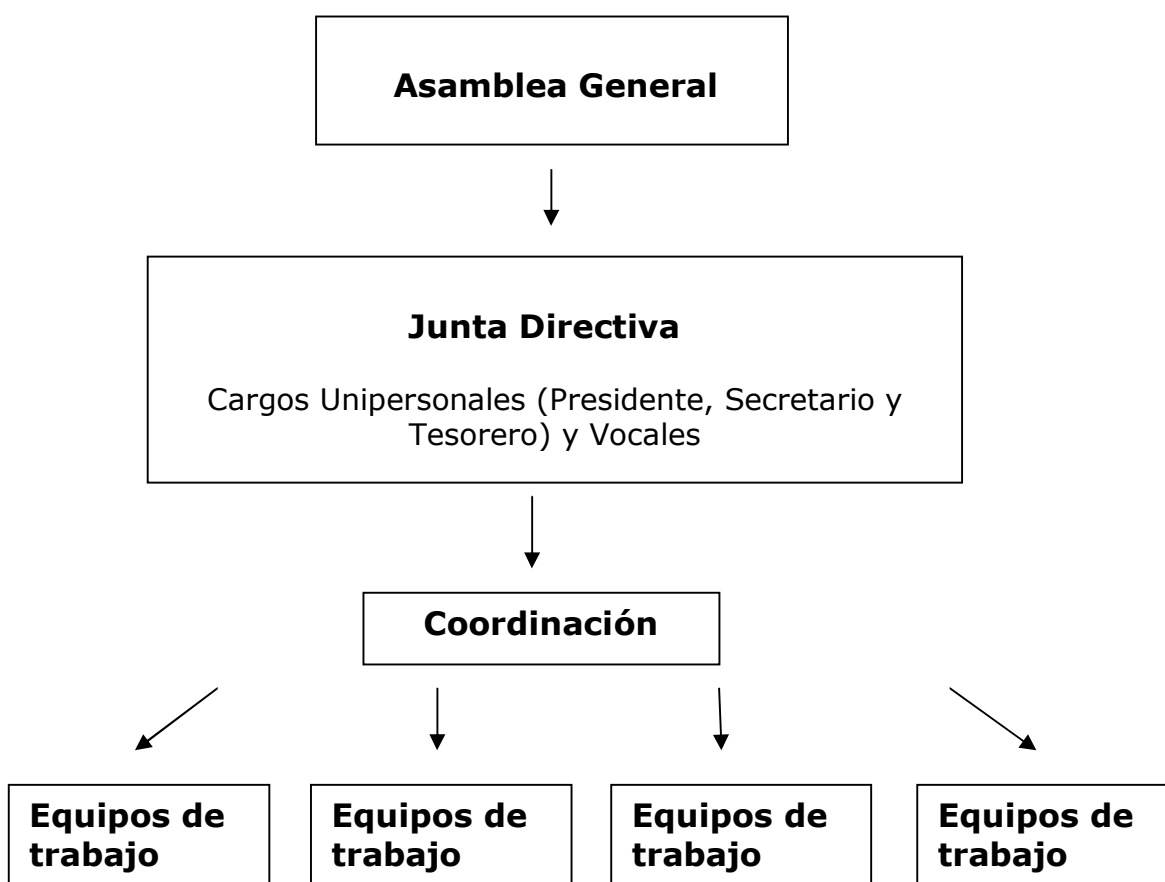 Asamblea General
Junta Directiva
Cargos Unipersonales (Presidente, Secretario y
Tesorero) y Vocales
Coordinación
Equipos de
trabajo
Equipos de
trabajo
Equipos de
trabajo
Equipos de
trabajo